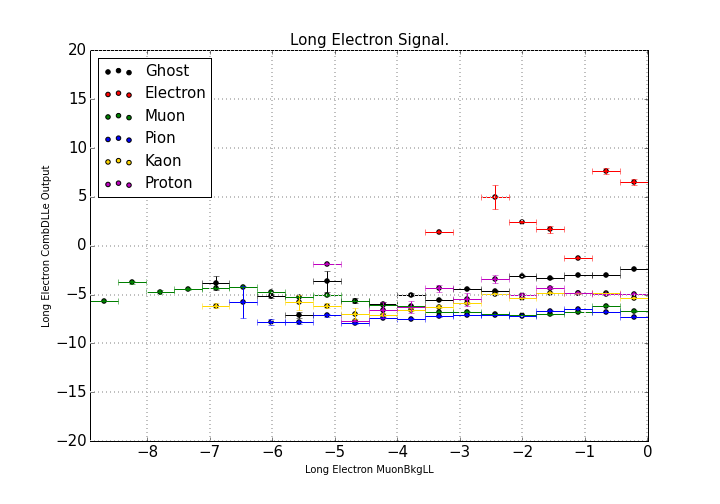 Long Electron Signal.
20
15
10
5
0
−5
−10
−15
−20
Long Electron CombDLLe Output
Ghost
Electron
Muon
Pion
Kaon
Proton
−8 −7 −6 −5 −4 −3 −2 −1 0
Long Electron MuonBkgLL